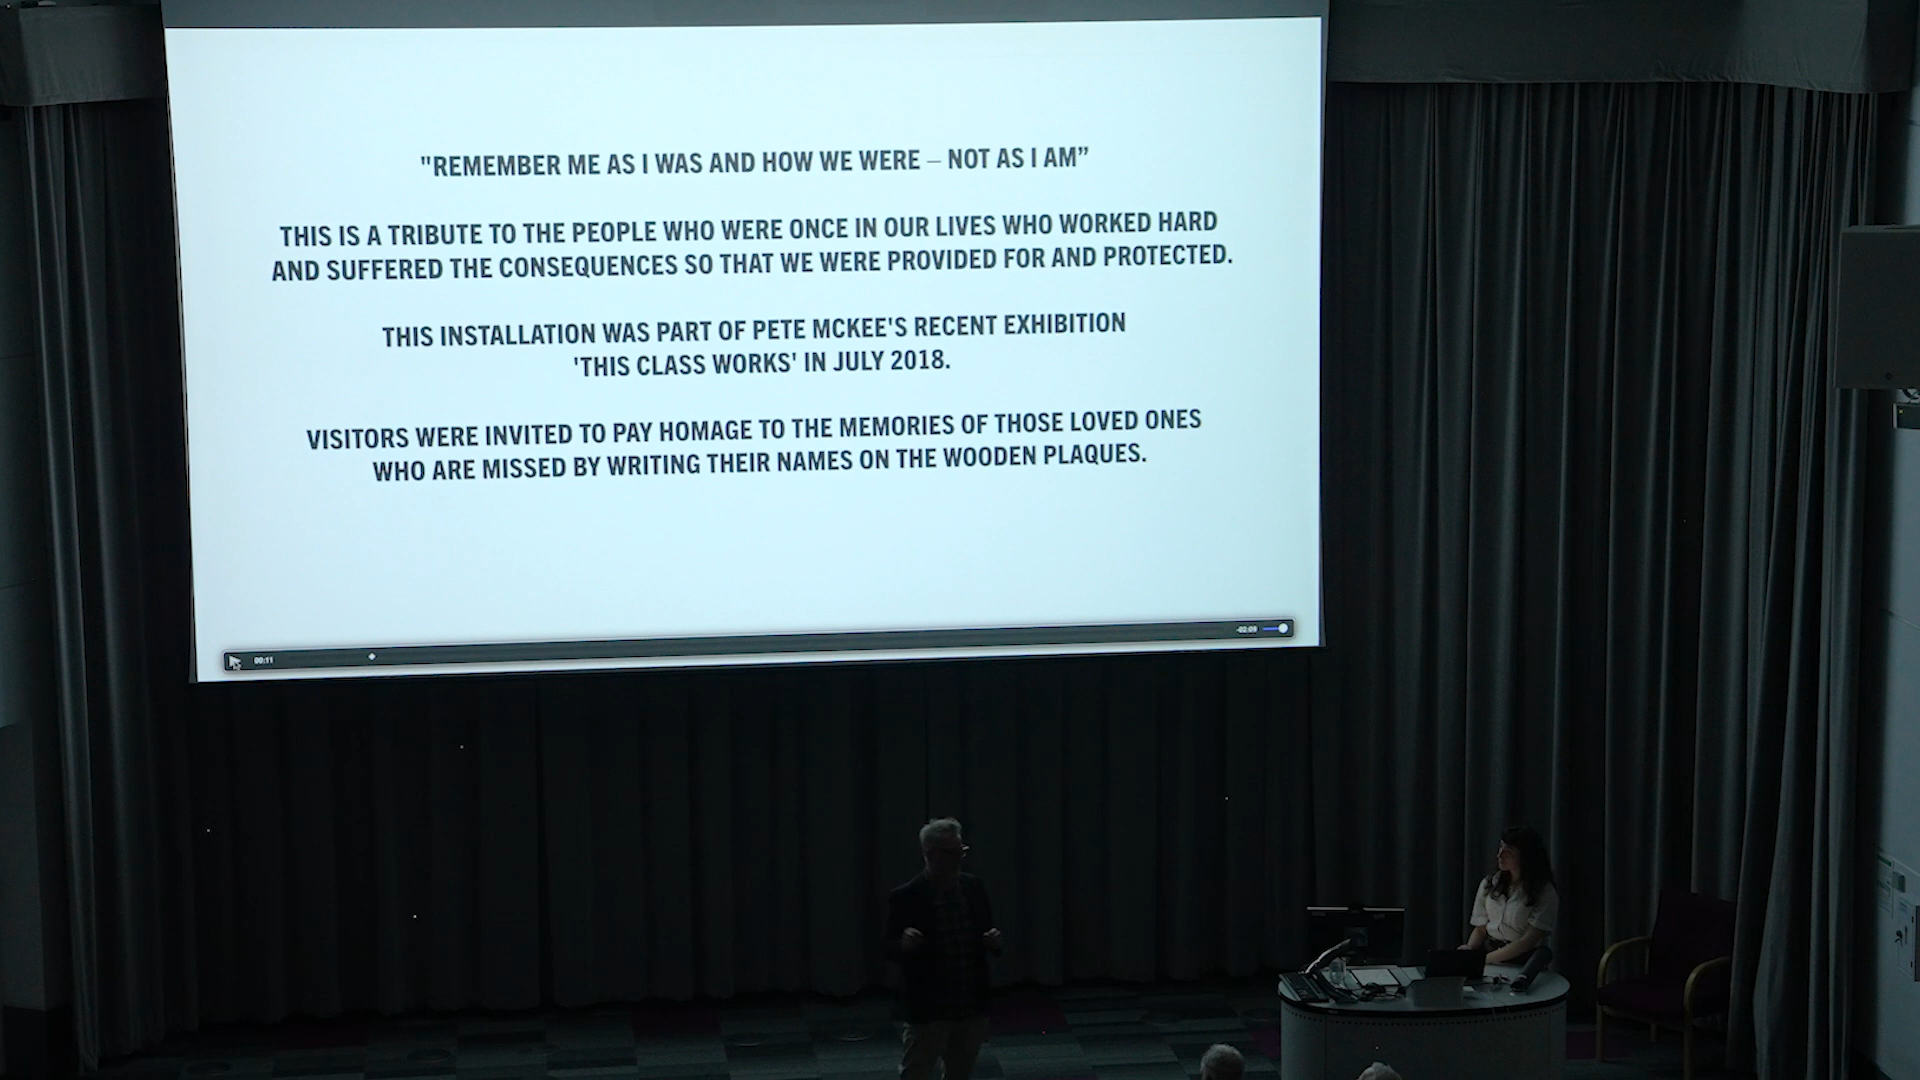 "REMEMBER ME AS I WAS AND HOW WE WERE – NOT AS I AM”
THIS IS A TRIBUTE TO THE PEOPLE WHO WERE ONCE IN OUR LIVES WHO WORKED HARD
AND SUFFERED THE CONSEQUENCES SO THAT WE WERE PROVIDED FOR AND PROTECTED.
THIS INSTALLATION WAS PART OF PETE MCKEE'S RECENT EXHIBITION
'THIS CLASS WORKS' IN JULY 2018.
VISITORS WERE INVITED TO PAY HOMAGE TO THE MEMORIES OF THOSE LOVED ONES
WHO ARE MISSED BY WRITING THEIR NAMES ON THE WOODEN PLAQUES.
00:11
-02:09